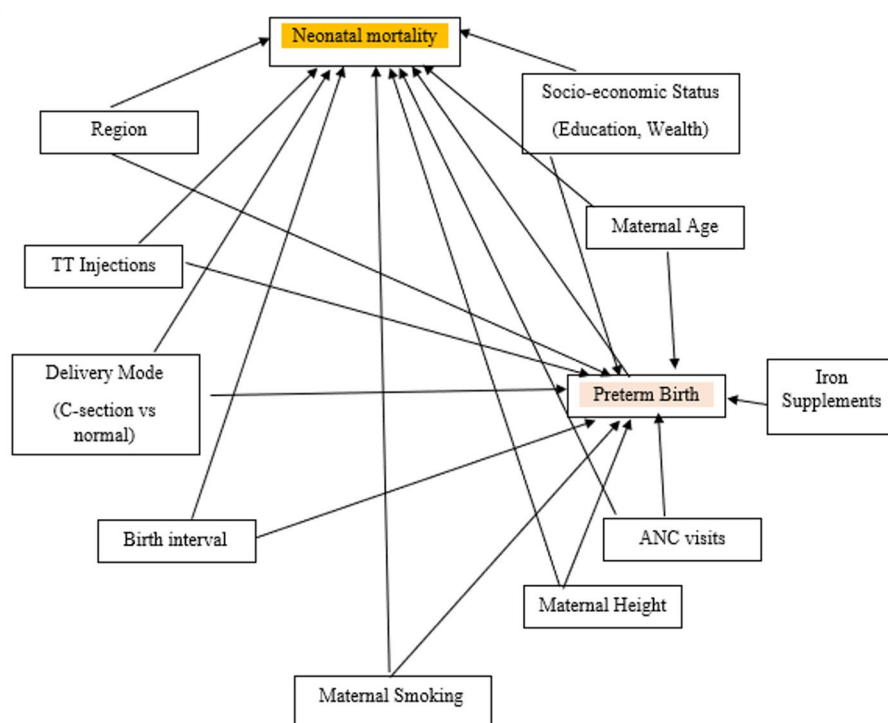 Neonatal mortality
Socio-economic Status
(Education, Wealth)
Region
Maternal Age
TT Injections
Delivery Mode
(C-section vs
normal)
Preterm Birth
Iron
Supplements
Birth interval
ANC visits
Maternal Height
Maternal Smoking